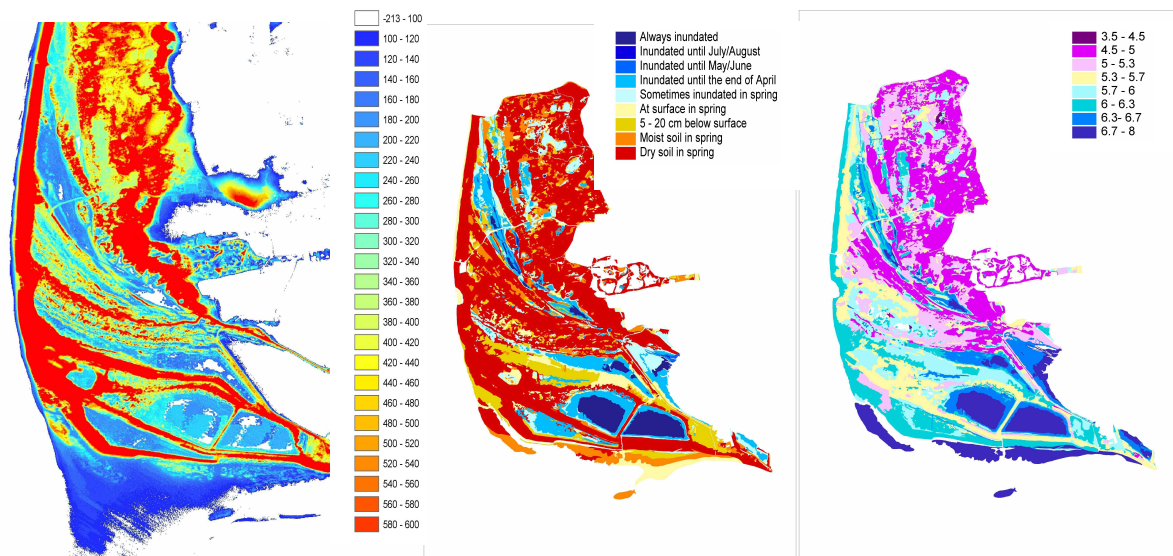 -213 - 100
100 - 120
120 - 140
140 - 160
160 - 180
180 - 200
200 - 220
220 - 240
240 - 260
260 - 280
280 - 300
300 - 320
320 - 340
340 - 360
360 - 380
380 - 400
400 - 420
420 - 440
440 - 460
460 - 480
480 - 500
500 - 520
520 - 540
540 - 560
560 - 580
580 - 600
Always inundated
Inundated until July/August
Inundated until May/June
Inundated until the end of April
Sometimes inundated in spring
At surface in spring
5 - 20 cm below surface
Moist soil in spring
Dry soil in spring
3.5 - 4.5
4.5 - 5
5 - 5.3
5.3 - 5.7
5.7 - 6
6 - 6.3
6.3- 6.7
6.7 - 8